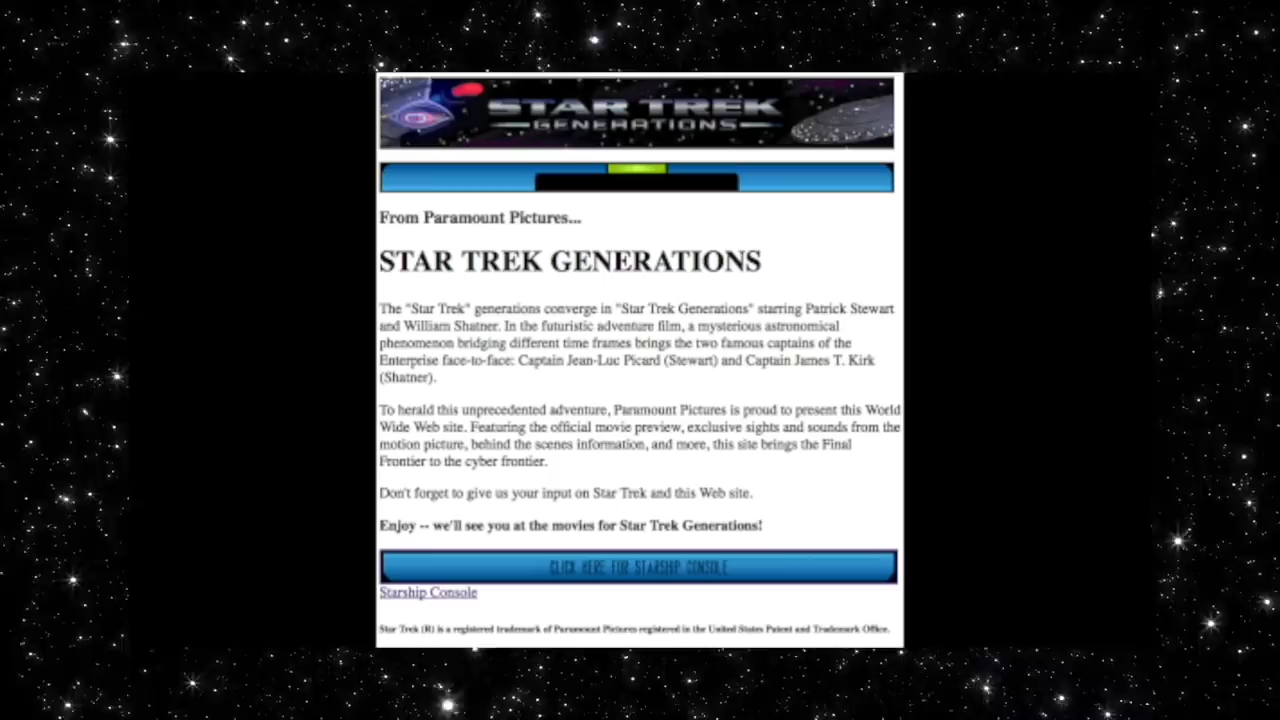 STAR TREK
GENERATIONS
From Paramount Pictures...
STAR TREK GENERATIONS
The "Star Trek" generations converge in "Star Trek Generations" starring Patrick Stewart
and William Shatner. In the futuristic adventure film, a mysterious astronomical
phenomenon bridging different time frames brings the two famous captains of the
Enterprise face-to-face: Captain Jean-Luc Picard (Stewart) and Captain James T. Kirk
(Shatner).
To herald this unprecedented adventure, Paramount Pictures is proud to present this World
Wide Web site. Featuring the official movie preview, exclusive sights and sounds from the
motion picture, behind the scenes information, and more, this site brings the Final
Frontier to the cyber frontier.
Don't forget to give us your input on Star Trek and this Web site.
Enjoy -- we'll see you at the movies for Star Trek Generations!
CLICK HERE FOR STARSHIP CONSOLE
Starship Console
Star Trek (R) is a registered trademark of Paramount Pictures registered in the United States Patent and Trademark Office.